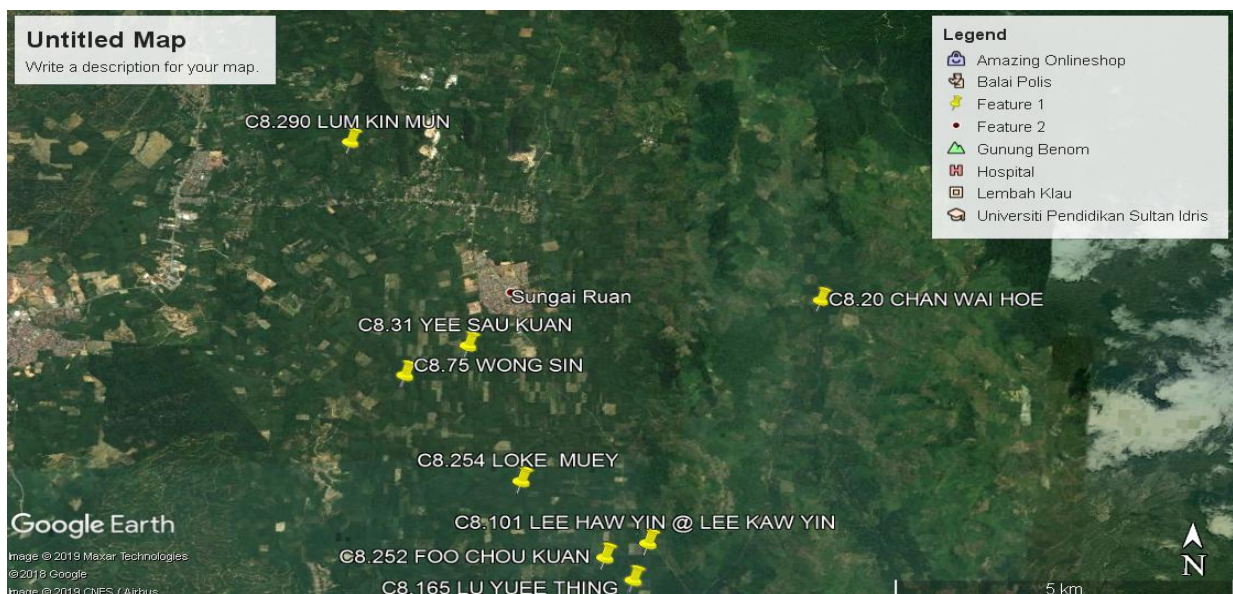 Untitled Map
Write a description for your map.
Legend
Amazing Onlineshop
Balai Polis
Feature 1
Feature 2
Gunung Benom
Hospital
Lembah Klau
Universiti Pendidikan Sultan Idris
C8.290 LUM KIN MUN
Sungai Ruan
C8.20 CHAN WAI HOE
C8.31 YEE SAU KUAN
C8.75 WONG SIN
C8.254 LOKE MUEY
C8.101 LEE HAW YIN @ LEE KAW YIN
C8.252 FOO CHOU KUAN
C8.165 LU YUEE THING
Google Earth
Image © 2019 Maxar Technologies
© 2018 Google
Image © 2019 CNES / Airbus
N
5 km